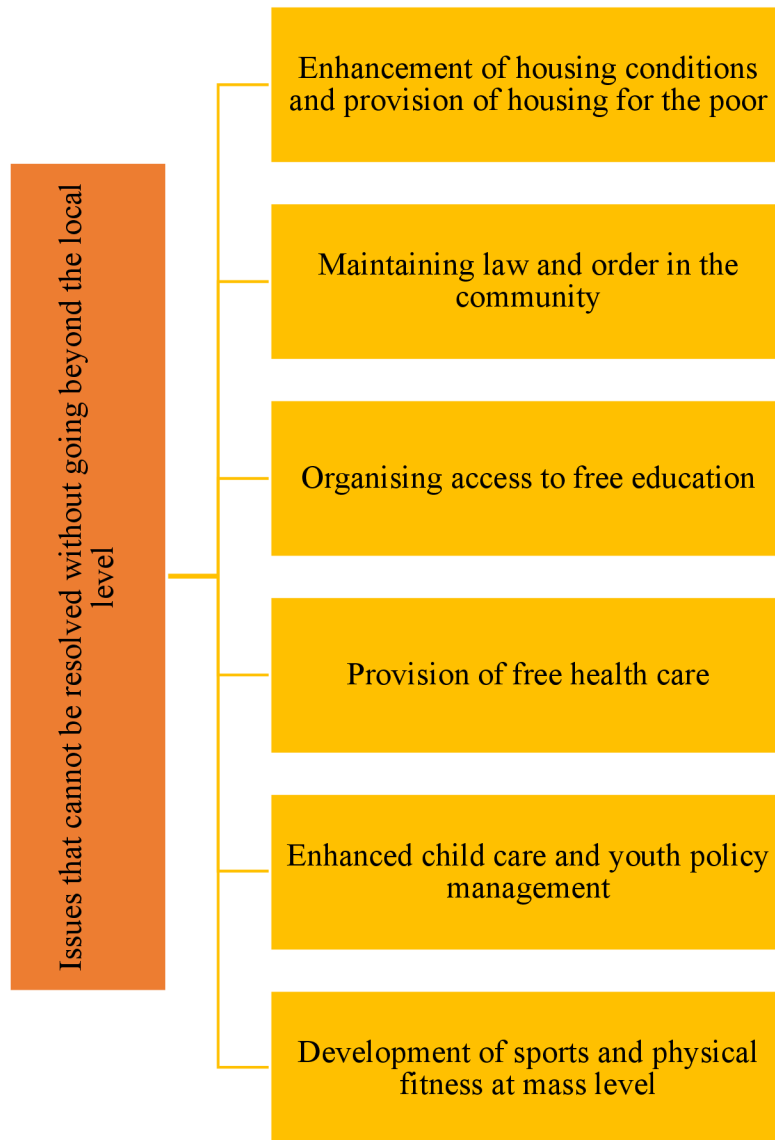 Issues that cannot be resolved without going beyond the local
level
Enhancement of housing conditions
and provision of housing for the poor
Maintaining law and order in the
community
Organising access to free education
Provision of free health care
Enhanced child care and youth policy
management
Development of sports and physical
fitness at mass level